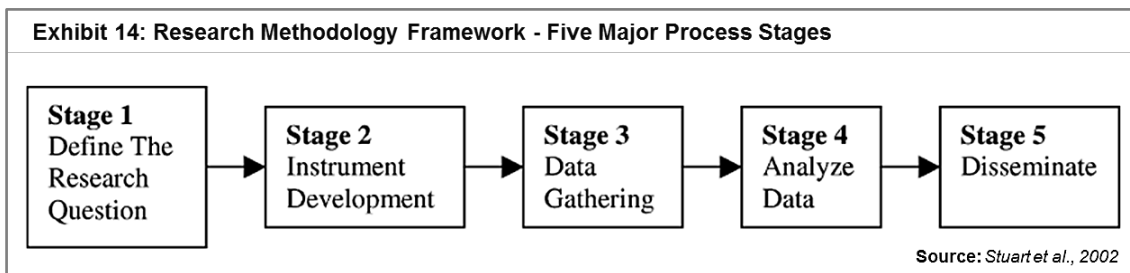 Exhibit 14: Research Methodology Framework - Five Major Process Stages
Stage 1
Define The
Research
Question
Stage 2
Instrument
Development
Stage 3
Data
Gathering
Stage 4
Analyze
Data
Stage 5
Disseminate
Source: Stuart et al., 2002